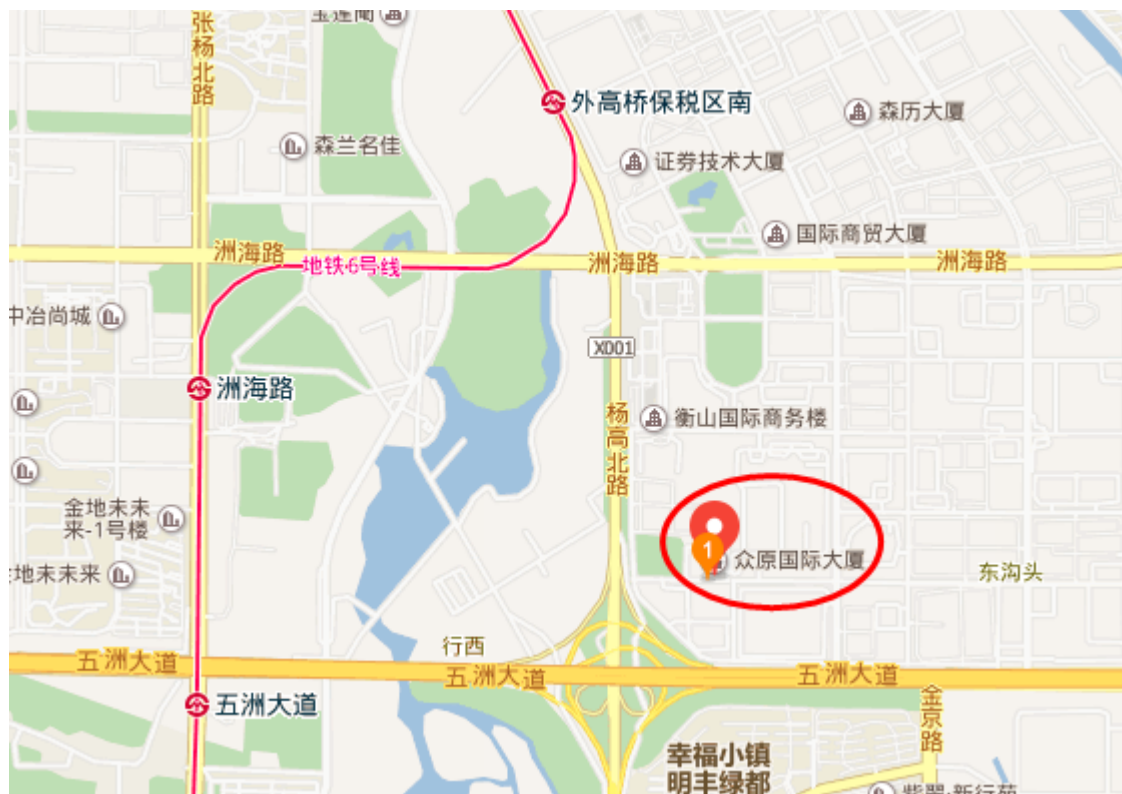 张杨北路
外高桥保税区南
森历大厦
森兰名佳
证券技术大厦
国际商贸大厦
洲海路
地铁6号线
洲海路
洲海路
中冶尚城
X001
洲海路
杨高北路
衡山国际商务楼
金地未未
来-1号楼
1
众原国际大厦
金地未未来
东沟头
行西
五洲大道
五洲大道
五洲大道
五洲大道
金京路
幸福小镇
明丰绿都